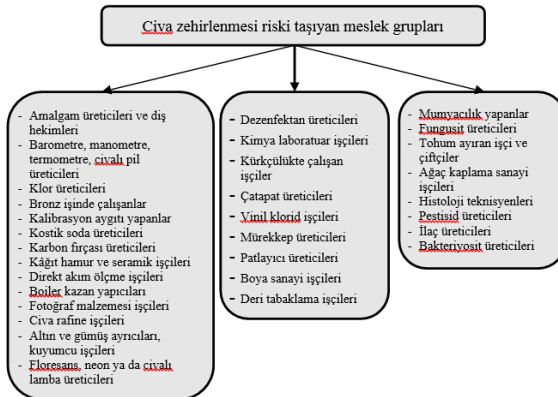 Civa zehirlenmesi riski taşıyan meslek grupları
- Amalgam üreticileri ve diş
hekimleri
- Barometre, manometre,
termometre, civalı pil
üreticileri
- Klor üreticileri
- Bronz işinde çalışanlar
- Kalibrasyon aygıtı yapanlar
- Kostik soda üreticileri
- Karbon fırçası üreticileri
- Kâğıt hamur ve seramik işçileri
- Direkt akım ölçme işçileri
- Boiler kazan yapıcıları
- Fotoğraf malzemesi işçileri
- Civa rafine işçileri
- Altın ve gümüş ayırıcıları,
kuyumcu işçileri
- Floresans, neon ya da civalı
lamba üreticileri
- Dezenfektan üreticileri
- Kimya laboratuar işçileri
- Kürkçülükte çalışan
işçiler
- Çatapat üreticileri
- Vinil klorid işçileri
- Mürekkep üreticileri
- Patlayıcı üreticileri
- Boya sanayi işçileri
- Deri tabaklama işçileri
- Mumyacılık yapanlar
- Fungusit üreticileri
- Tohum ayıran işçi ve
çiftçiler
- Ağaç kaplama sanayi
işçileri
- Histoloji teknisyenleri
- Pestisid üreticileri
- İlaç üreticileri
- Bakteriyosit üreticileri